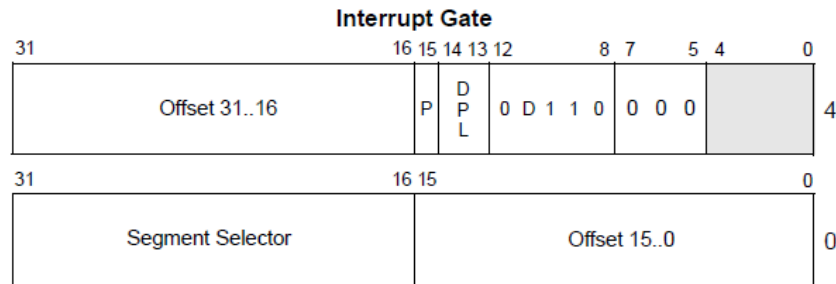 Interrupt Gate
31 16 15 14 13 12 8 7 5 4 0
Offset 31..16 P D P L 0 D 1 1 0 0 0 0 4
31 16 15 0
Segment Selector Offset 15..0 0